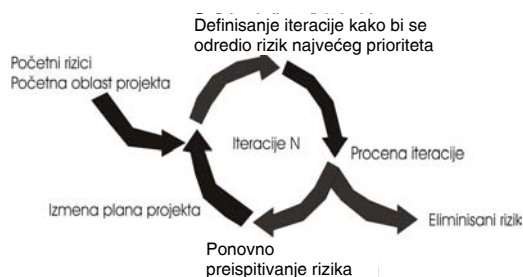 Definisanje iteracije kako bi se
odredio rizik najvećeg prioriteta
Početni rizici
Početna oblast projekta
Iteracije N
Procena iteracije
Izmena plana projekta
Eliminisani rizik
Ponovno
preispitivanje rizika